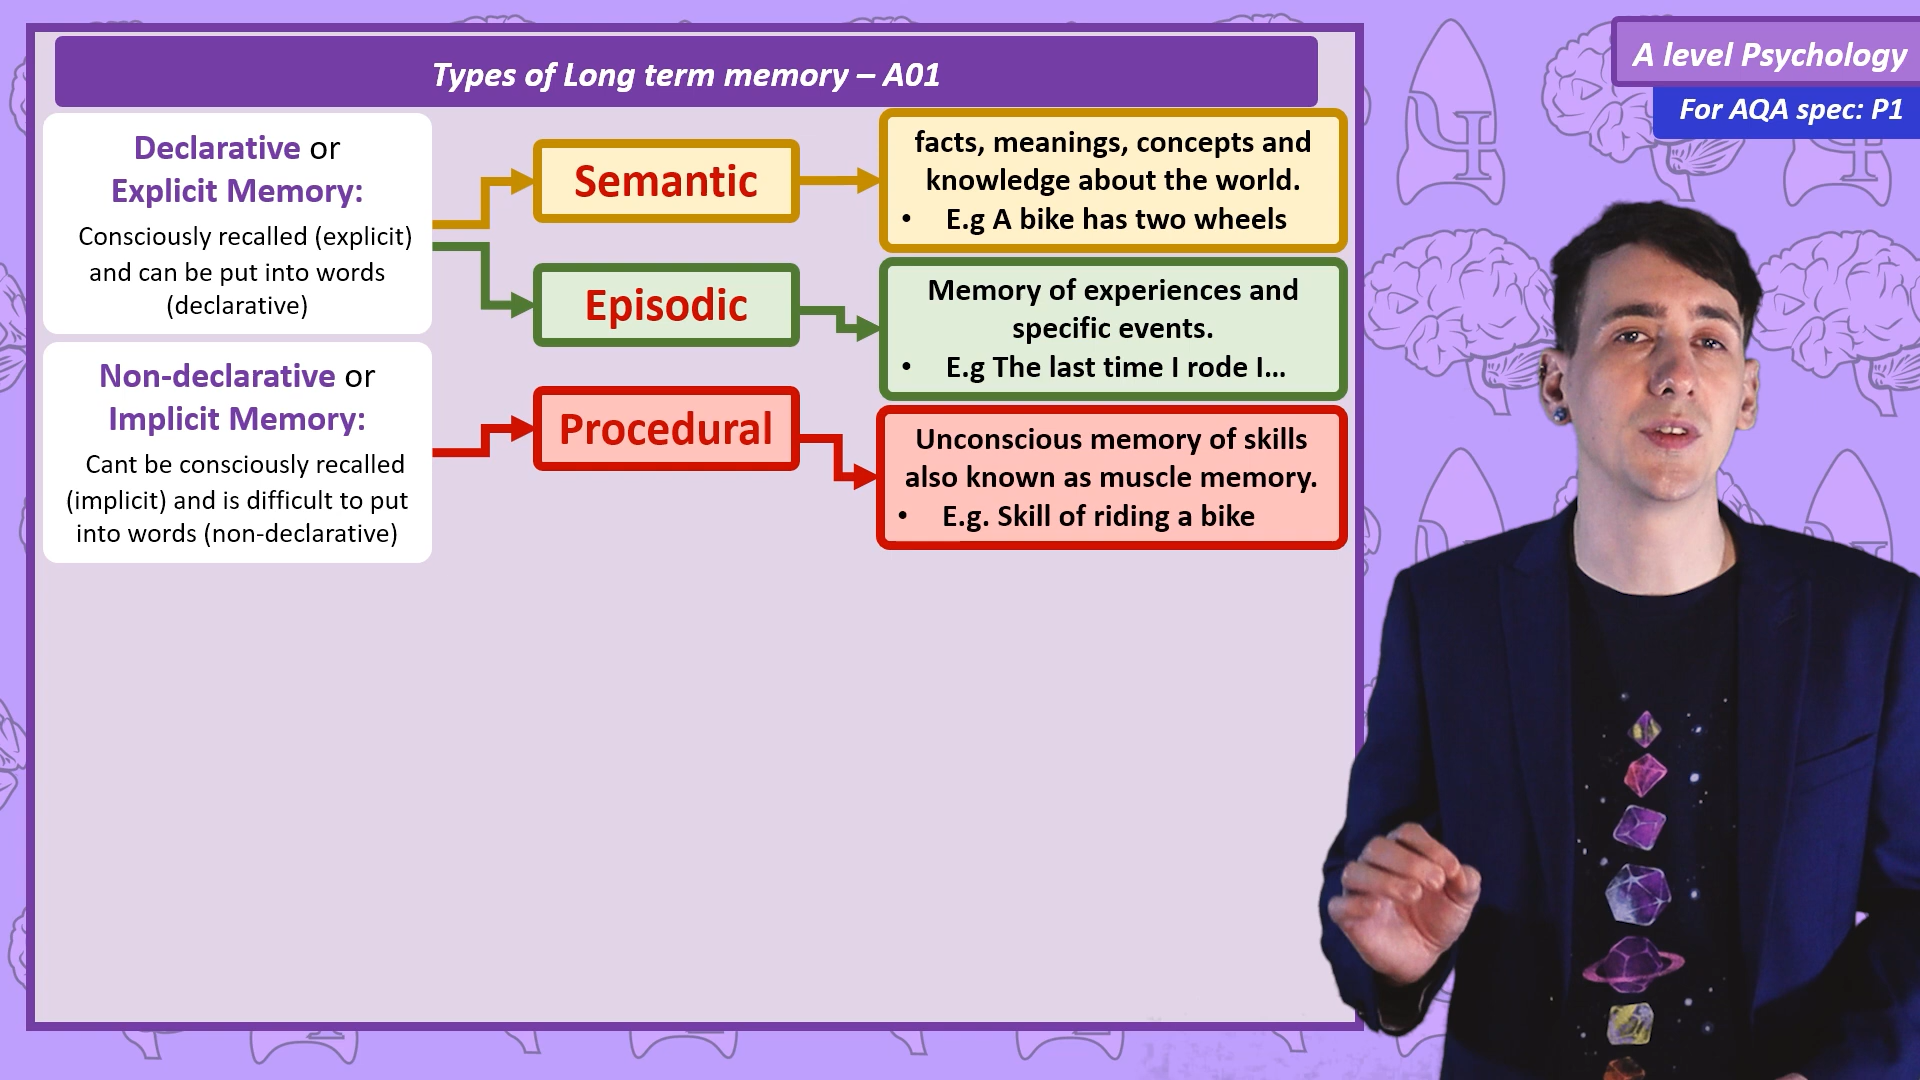 Types of Long term memory – A01
A level Psychology
For AQA spec: P1
Declarative or
Explicit Memory:
Consciously recalled (explicit)
and can be put into words
(declarative)
Semantic
facts, meanings, concepts and
knowledge about the world.
• E.g A bike has two wheels
Episodic
Memory of experiences and
specific events.
• E.g The last time I rode I...
Non-declarative or
Implicit Memory:
Cant be consciously recalled
(implicit) and is difficult to put
into words (non-declarative)
Procedural
Unconscious memory of skills
also known as muscle memory.
• E.g. Skill of riding a bike